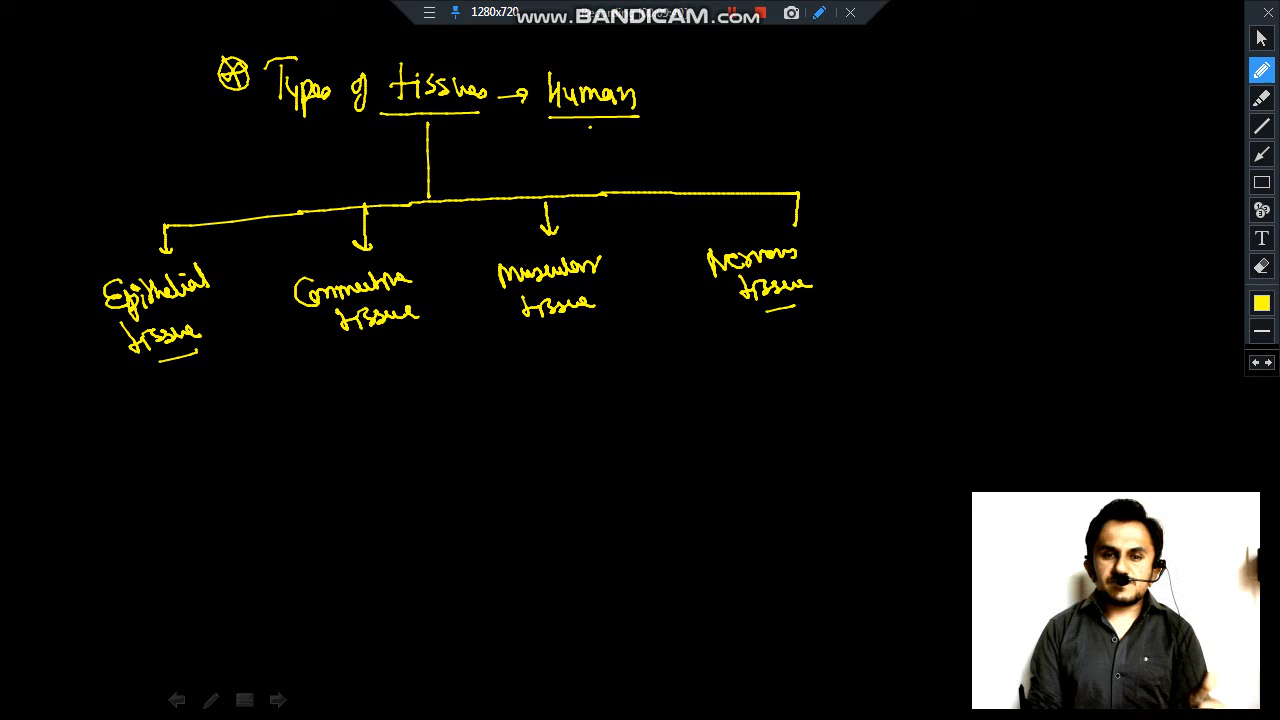 1280x720
www.BANDICAM.com
Types of tissues → Human
Epithelial
tissue
Connective
tissue
Muscular
tissue
Nervous
tissue
T